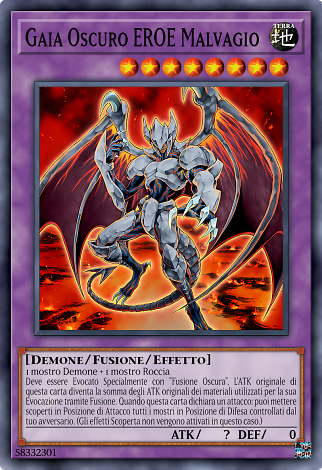 Gaia Oscuro EROE Malvagio
TERRA
地
[Demone/Fusione/Effetto]
1 mostro Demone + 1 mostro Roccia
Deve essere Evocato Specialmente con "Fusione Oscura". L'ATK originale di
questa carta diventa la somma degli ATK originali dei materiali utilizzati per la sua
Evocazione tramite Fusione. Quando questa carta dichiara un attacco: puoi mettere
scoperti in Posizione di Attacco tutti i mostri in Posizione di Difesa controllati dal
tuo avversario. (Gli effetti Scoperta non vengono attivati in questo caso.)
ATK/ ? DEF/ 0
58332301